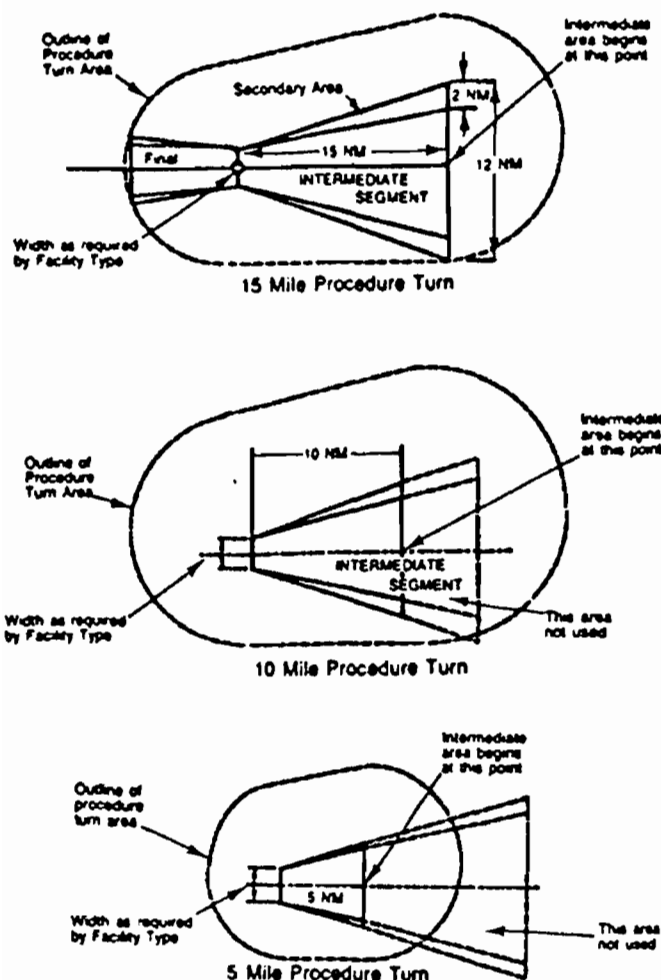 Outline of
Procedure
Turn Area
Intermediate
area begins
at this point
Secondary Area
2 NM
Final
15 NM
12 NM
INTERMEDIATE
SEGMENT
Width as required
by Facility Type
15 Mile Procedure Turn
Intermediate
area begins
at this point
Outline of
Procedure
Turn Area
10 NM
INTERMEDIATE
SEGMENT
Width as required
by Facility Type
This area
not used
10 Mile Procedure Turn
Intermediate
area begins
at this point
Outline of
procedure
turn area
5 NM
Width as required
by Facility Type
This area
not used
5 Mile Procedure Turn